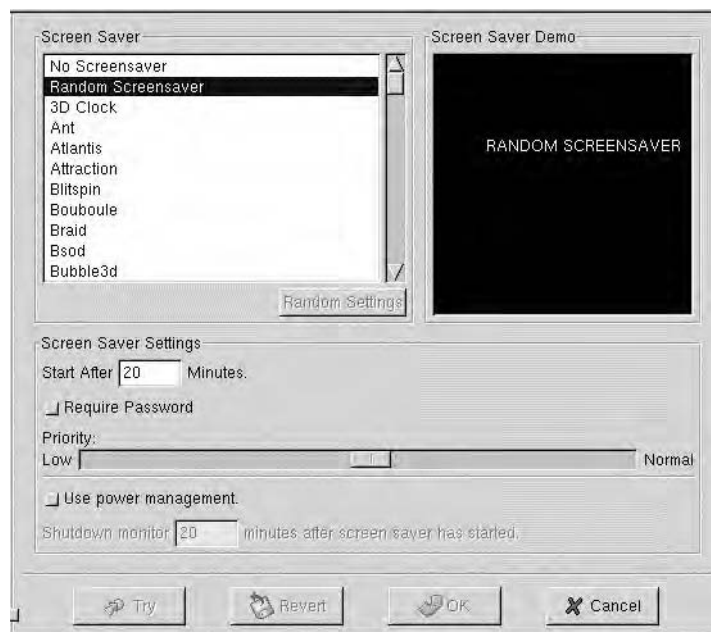 Screen Saver
No Screensaver
Random Screensaver
3D Clock
Ant
Atlantis
Attraction
Blitspin
Bouboule
Braid
Bsod
Bubble3d
Random Settings
Screen Saver Demo
RANDOM SCREENSAVER
Screen Saver Settings
Start After 20 Minutes.
Require Password
Priority:
Low Normal
Use power management.
Shutdown monitor 20 minutes after screen saver has started.
Try Revert OK Cancel